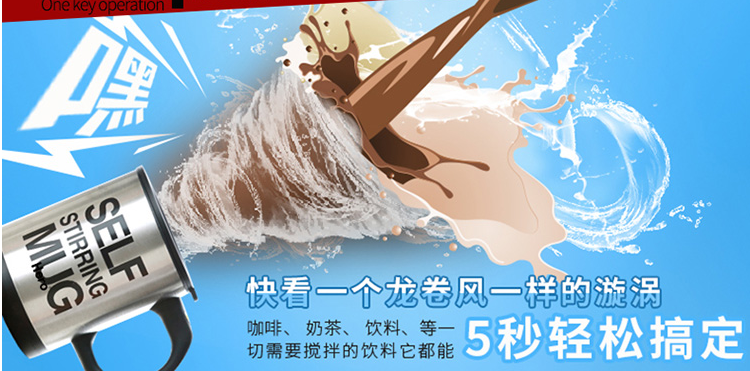 One key operation
嘿
SELF
STIRRING
MUG
快看一个龙卷风一样的漩涡
咖啡、奶茶、饮料、等一
切需要搅拌的饮料它都能
5秒轻松搞定